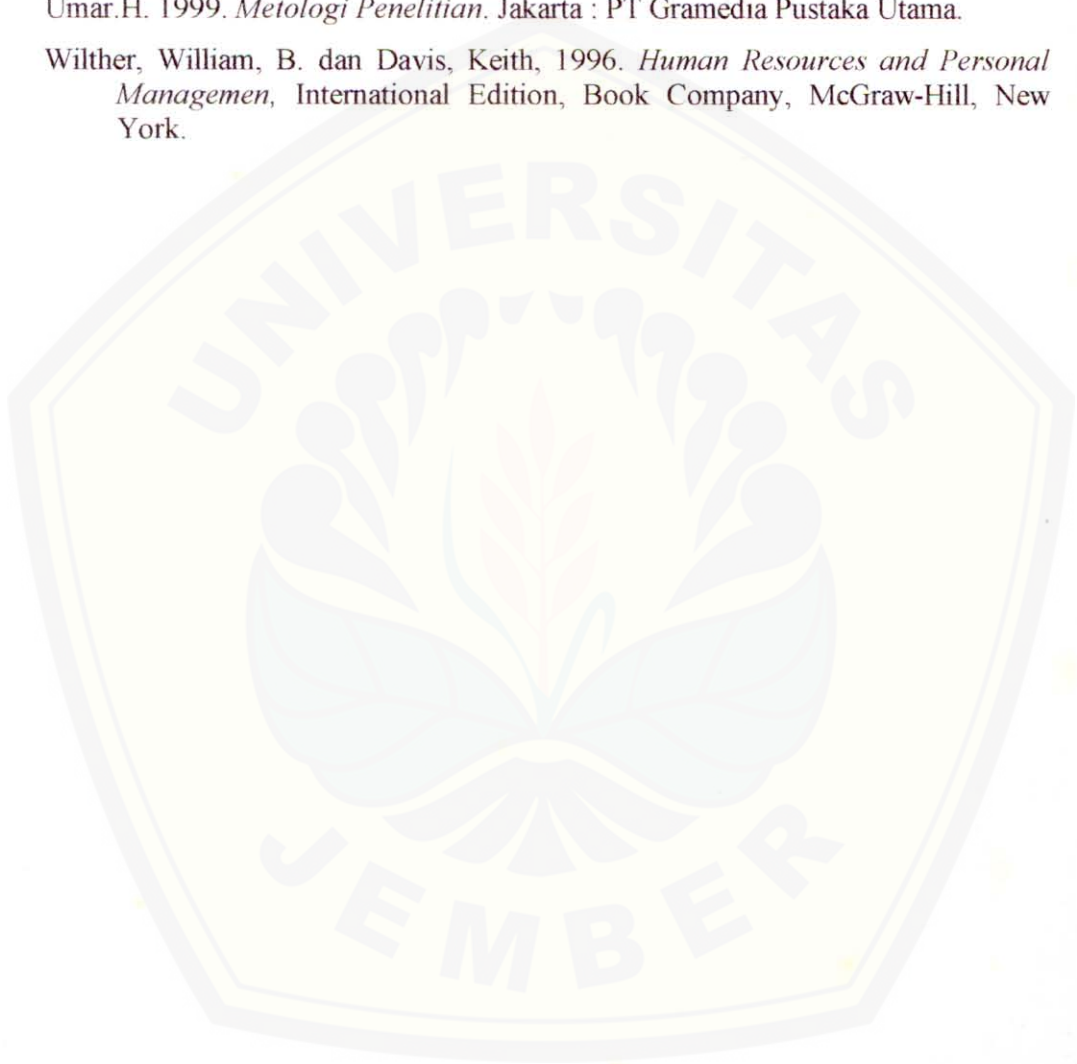 Umar.H. 1999. Metologi Penelitian. Jakarta : PT Gramedia Pustaka Utama.
Wilther, William, B. dan Davis, Keith, 1996. Human Resources and Personal
Managemen, International Edition, Book Company, McGraw-Hill, New
York.
UNIVERSITAS
JEMBER